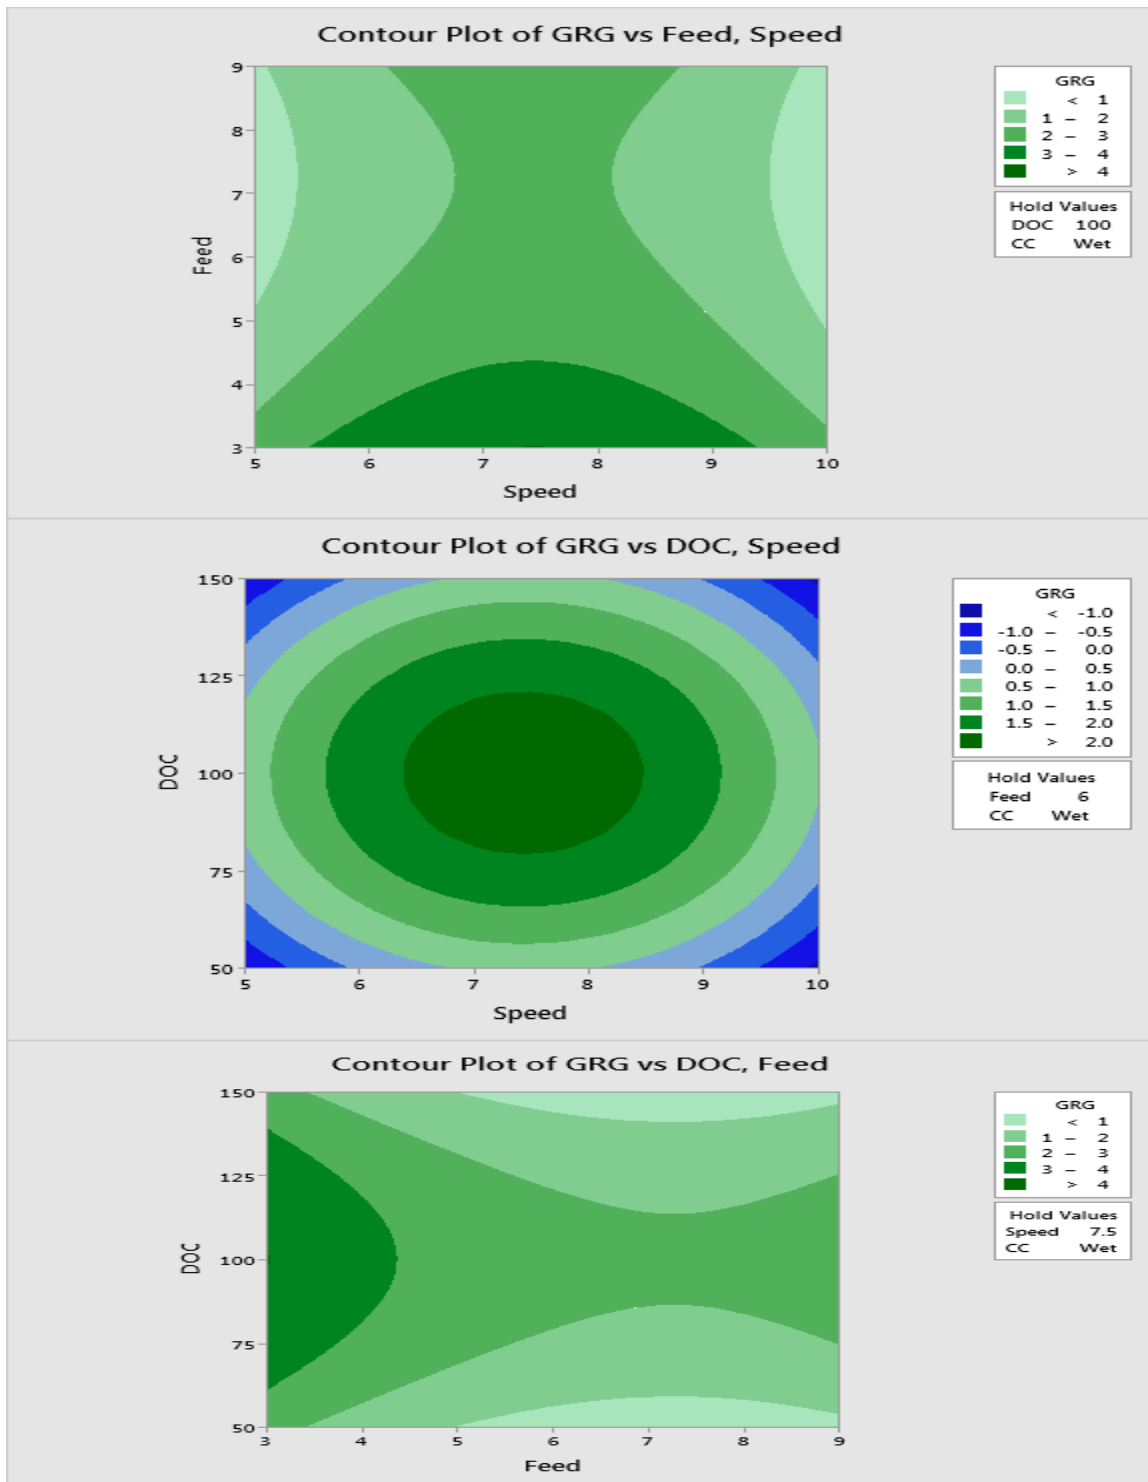 Contour Plot of GRG vs Feed, Speed
9
8
7
6
5
4
3
Feed
5 6 7 8 9 10
Speed
GRG
< 1
1 – 2
2 – 3
3 – 4
> 4
Hold Values
DOC 100
CC Wet
Contour Plot of GRG vs DOC, Speed
150
125
100
75
50
DOC
5 6 7 8 9 10
Speed
GRG
< -1.0
-1.0 – -0.5
-0.5 – 0.0
0.0 – 0.5
0.5 – 1.0
1.0 – 1.5
1.5 – 2.0
> 2.0
Hold Values
Feed 6
CC Wet
Contour Plot of GRG vs DOC, Feed
150
125
100
75
50
DOC
3 4 5 6 7 8 9
Feed
GRG
< 1
1 – 2
2 – 3
3 – 4
> 4
Hold Values
Speed 7.5
CC Wet